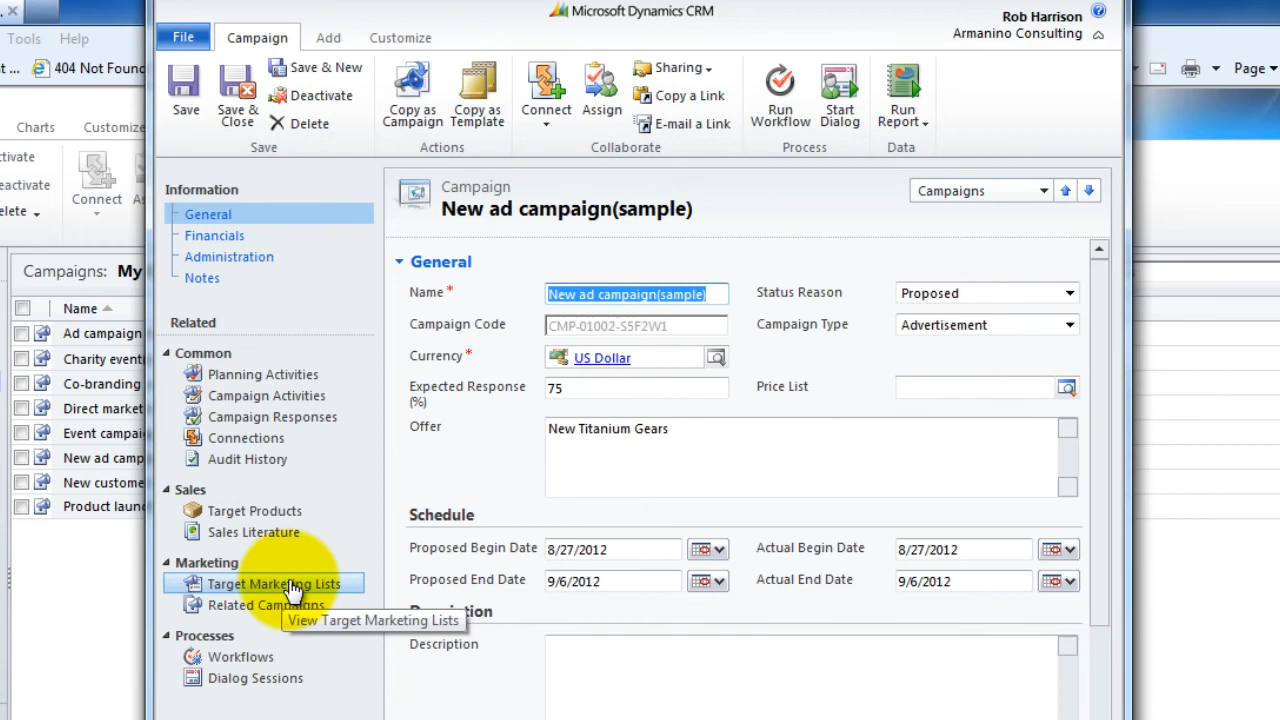 Microsoft Dynamics CRM
Rob Harrison
Armanino Consulting
Tools Help
404 Not Found
Page
File Campaign Add Customize
Save
Save & Close
Save & New
Deactivate
Delete
Save
Copy as Campaign
Copy as Template
Actions
Connect
Assign
Sharing
Copy a Link
E-mail a Link
Collaborate
Run Workflow
Start Dialog
Process
Run Report
Data
Charts Customize
Connect
Campaigns: My
Name
Ad campaign
Charity event
Co-branding
Direct market
Event campai
New ad camp
New custome
Product laun
Information
General
Financials
Administration
Notes
Related
Common
Planning Activities
Campaign Activities
Campaign Responses
Connections
Audit History
Sales
Target Products
Sales Literature
Marketing
Target Marketing Lists
Related Campaigns
View Target Marketing Lists
Processes
Workflows
Dialog Sessions
Campaign
New ad campaign(sample)
Campaigns
General
Name* New ad campaign(sample) Status Reason Proposed
Campaign Code CMP-01002-S5F2W1 Campaign Type Advertisement
Currency* US Dollar
Expected Response (%) 75 Price List
Offer New Titanium Gears
Schedule
Proposed Begin Date 8/27/2012 Actual Begin Date 8/27/2012
Proposed End Date 9/6/2012 Actual End Date 9/6/2012
Description